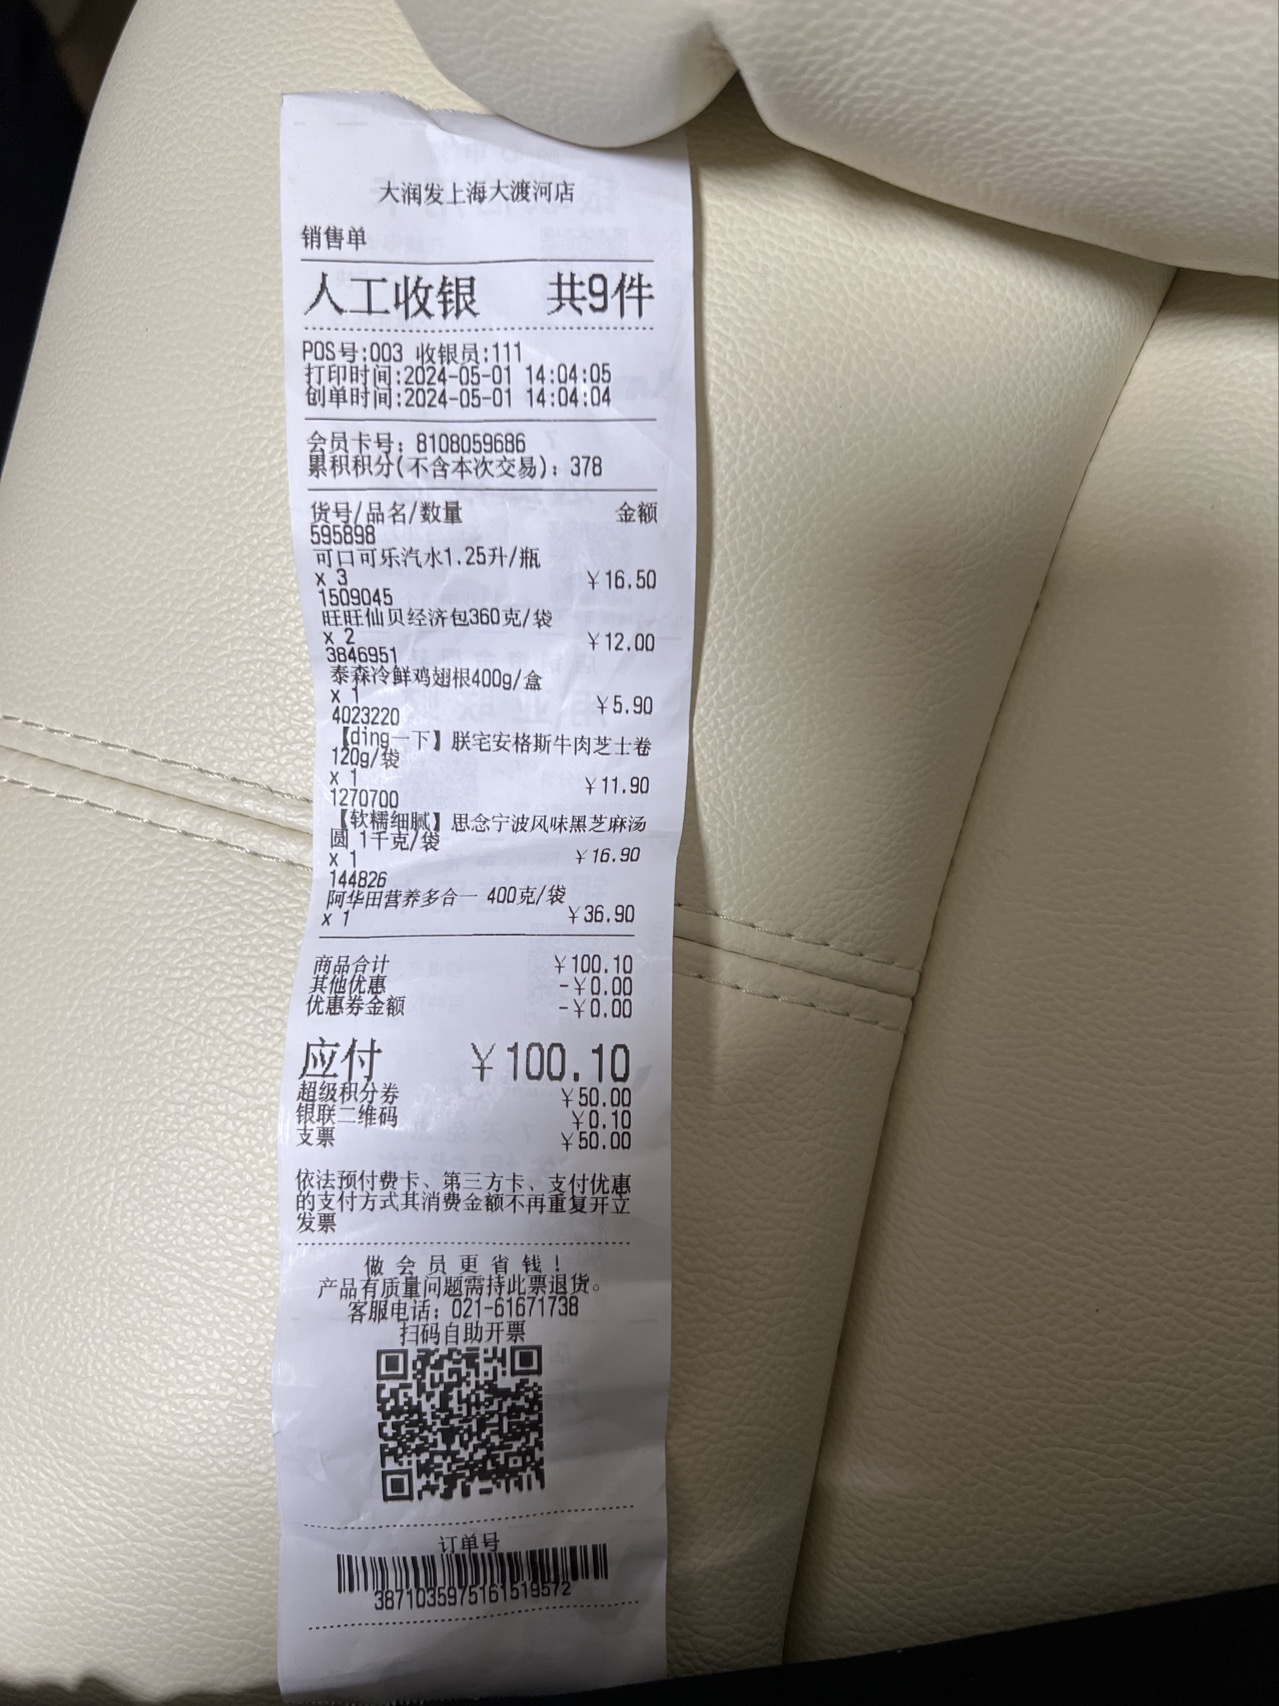 大润发上海大渡河店
销售单
人工收银 共9件
POS号:003 收银员:111
打印时间:2024-05-01 14:04:05
创单时间:2024-05-01 14:04:04
会员卡号: 8108059686
累积积分(不含本次交易): 378
货号/品名/数量 金额
595898
可口可乐汽水1.25升/瓶
x 3 ¥16.50
1509045
旺旺仙贝经济包360克/袋
x 2 ¥12.00
3846951
泰森冷鲜鸡翅根400g/盒
x 1 ¥5.90
4023220
【ding一下】朕宅安格斯牛肉芝士卷
120g/袋
x 1 ¥11.90
1270700
【软糯细腻】思念宁波风味黑芝麻汤
圆 1千克/袋
x 1 ¥16.90
144826
阿华田营养多合一 400克/袋
x 1 ¥36.90
商品合计 ¥100.10
其他优惠 -¥0.00
优惠券金额 -¥0.00
应付 ¥100.10
超级积分券 ¥50.00
银联二维码 ¥0.10
支票 ¥50.00
依法预付费卡、第三方卡、支付优惠
的支付方式其消费金额不再重复开立
发票
做会员更省钱!
产品有质量问题需持此票退货。
客服电话: 021-61671738
扫码自助开票
订单号
3871035975161519572